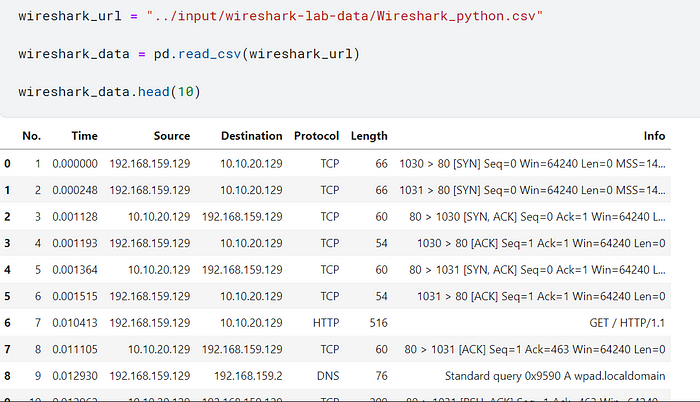 wireshark_url = "../input/wireshark-lab-data/Wireshark_python.csv"
wireshark_data = pd.read_csv(wireshark_url)
wireshark_data.head(10)
No. Time Source Destination Protocol Length Info
0 1 0.000000 192.168.159.129 10.10.20.129 TCP 66 1030 > 80 [SYN] Seq=0 Win=64240 Len=0 MSS=14...
1 2 0.000248 192.168.159.129 10.10.20.129 TCP 66 1031 > 80 [SYN] Seq=0 Win=64240 Len=0 MSS=14...
2 3 0.001128 10.10.20.129 192.168.159.129 TCP 60 80 > 1030 [SYN, ACK] Seq=0 Ack=1 Win=64240 L...
3 4 0.001193 192.168.159.129 10.10.20.129 TCP 54 1030 > 80 [ACK] Seq=1 Ack=1 Win=64240 Len=0
4 5 0.001364 10.10.20.129 192.168.159.129 TCP 60 80 > 1031 [SYN, ACK] Seq=0 Ack=1 Win=64240 L...
5 6 0.001515 192.168.159.129 10.10.20.129 TCP 54 1031 > 80 [ACK] Seq=1 Ack=1 Win=64240 Len=0
6 7 0.010413 192.168.159.129 10.10.20.129 HTTP 516 GET / HTTP/1.1
7 8 0.011105 10.10.20.129 192.168.159.129 TCP 60 80 > 1031 [ACK] Seq=1 Ack=463 Win=64240 Len=0
8 9 0.012930 192.168.159.129 192.168.159.2 DNS 76 Standard query 0x9590 A wpad.localdomain